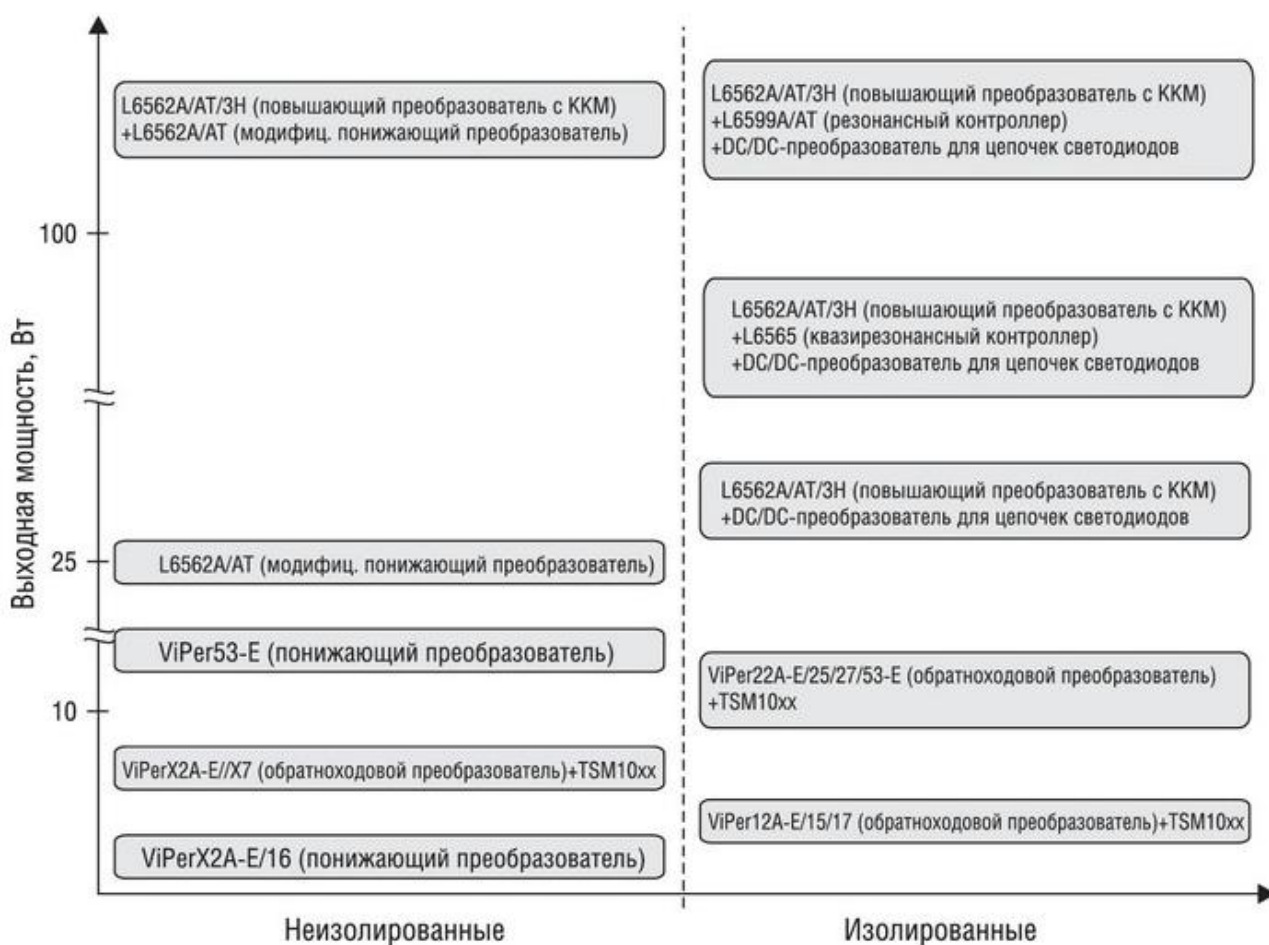 Выходная мощность, Вт
100
25
10
L6562A/AT/3H (повышающий преобразователь с ККМ)
+L6562A/AT (модифиц. понижающий преобразователь)
L6562A/AT (модифиц. понижающий преобразователь)
ViPer53-E (понижающий преобразователь)
ViPerX2A-E//X7 (обратноходовой преобразователь)+TSM10xx
ViPerX2A-E/16 (понижающий преобразователь)
L6562A/AT/3H (повышающий преобразователь с ККМ)
+L6599A/AT (резонансный контроллер)
+DC/DC-преобразователь для цепочек светодиодов
L6562A/AT/3H (повышающий преобразователь с ККМ)
+L6565 (квазирезонансный контроллер)
+DC/DC-преобразователь для цепочек светодиодов
L6562A/AT/3H (повышающий преобразователь с ККМ)
+DC/DC-преобразователь для цепочек светодиодов
ViPer22A-E/25/27/53-E (обратноходовой преобразователь)
+TSM10xx
ViPer12A-E/15/17 (обратноходовой преобразователь)+TSM10xx
Неизолированные
Изолированные